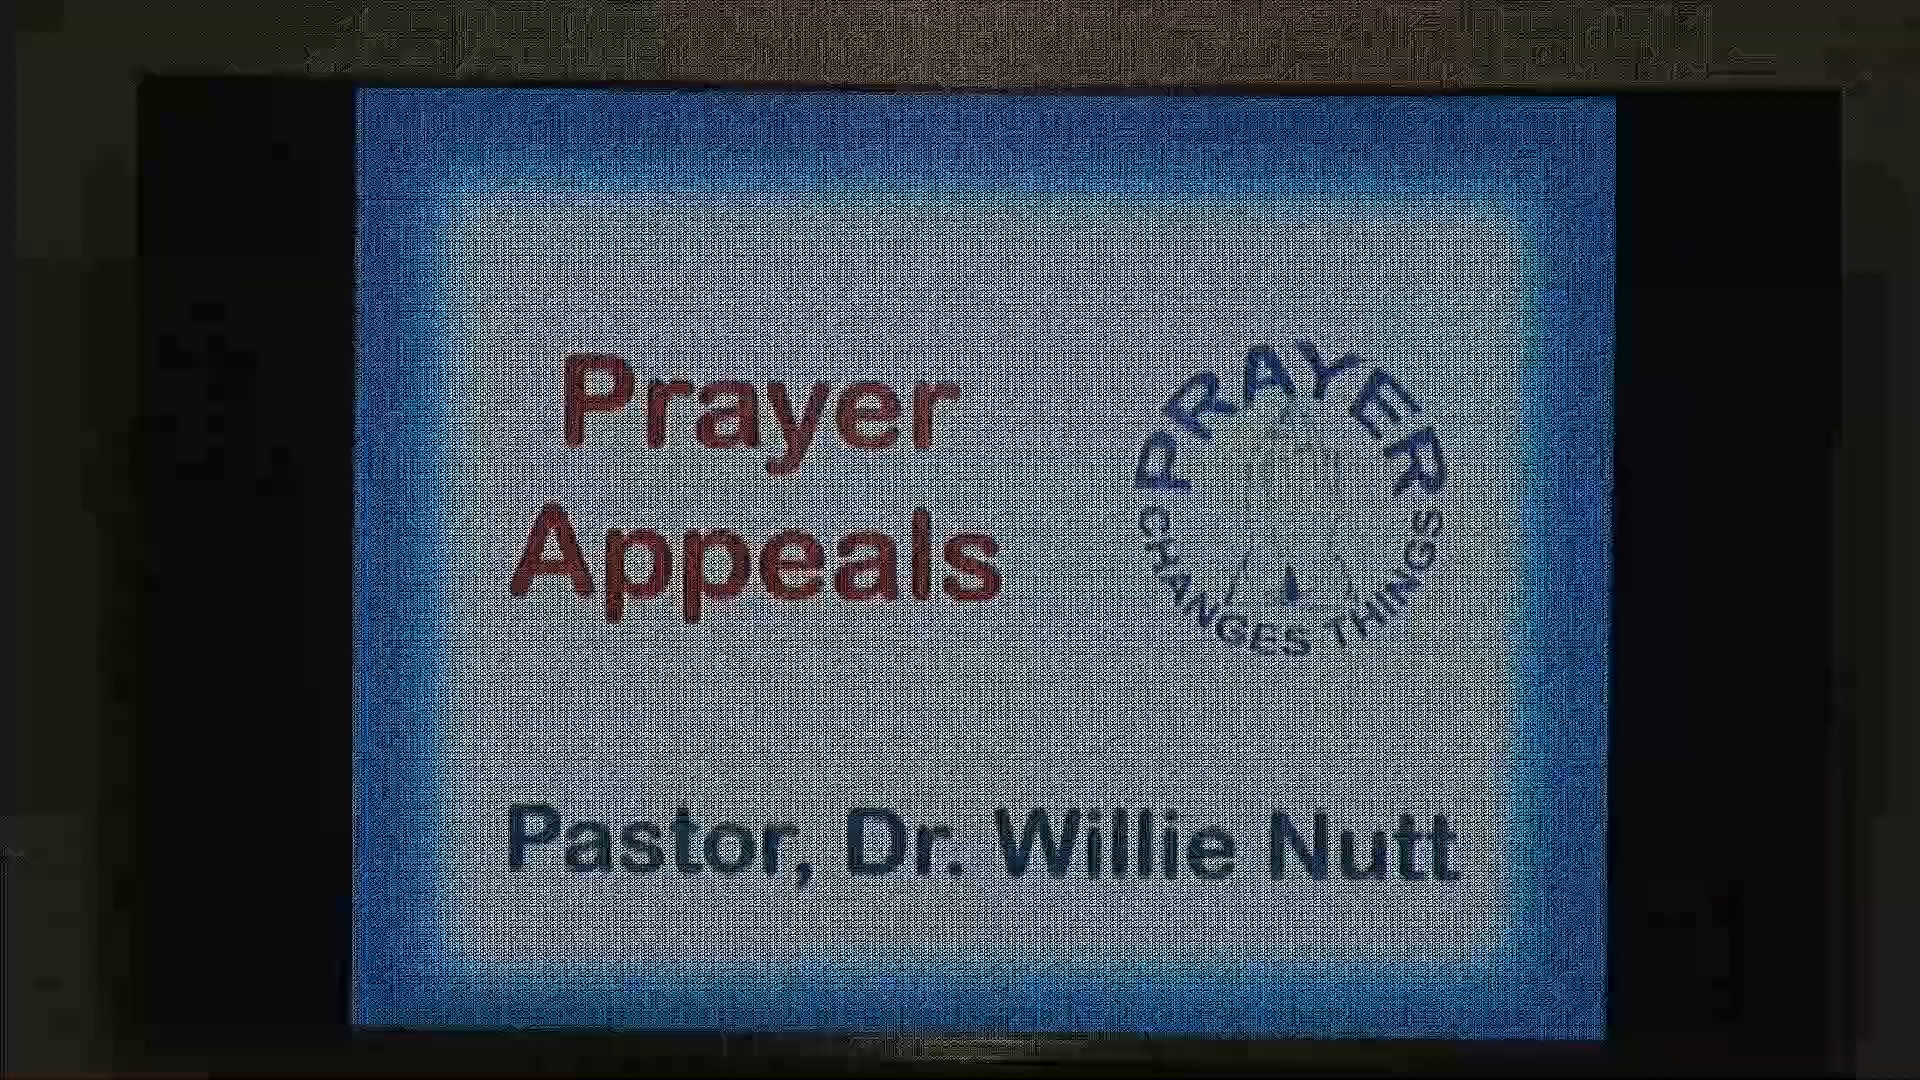 Prayer
Appeals
PRAYER
CHANGES THINGS
Pastor, Dr. Willie Nutt